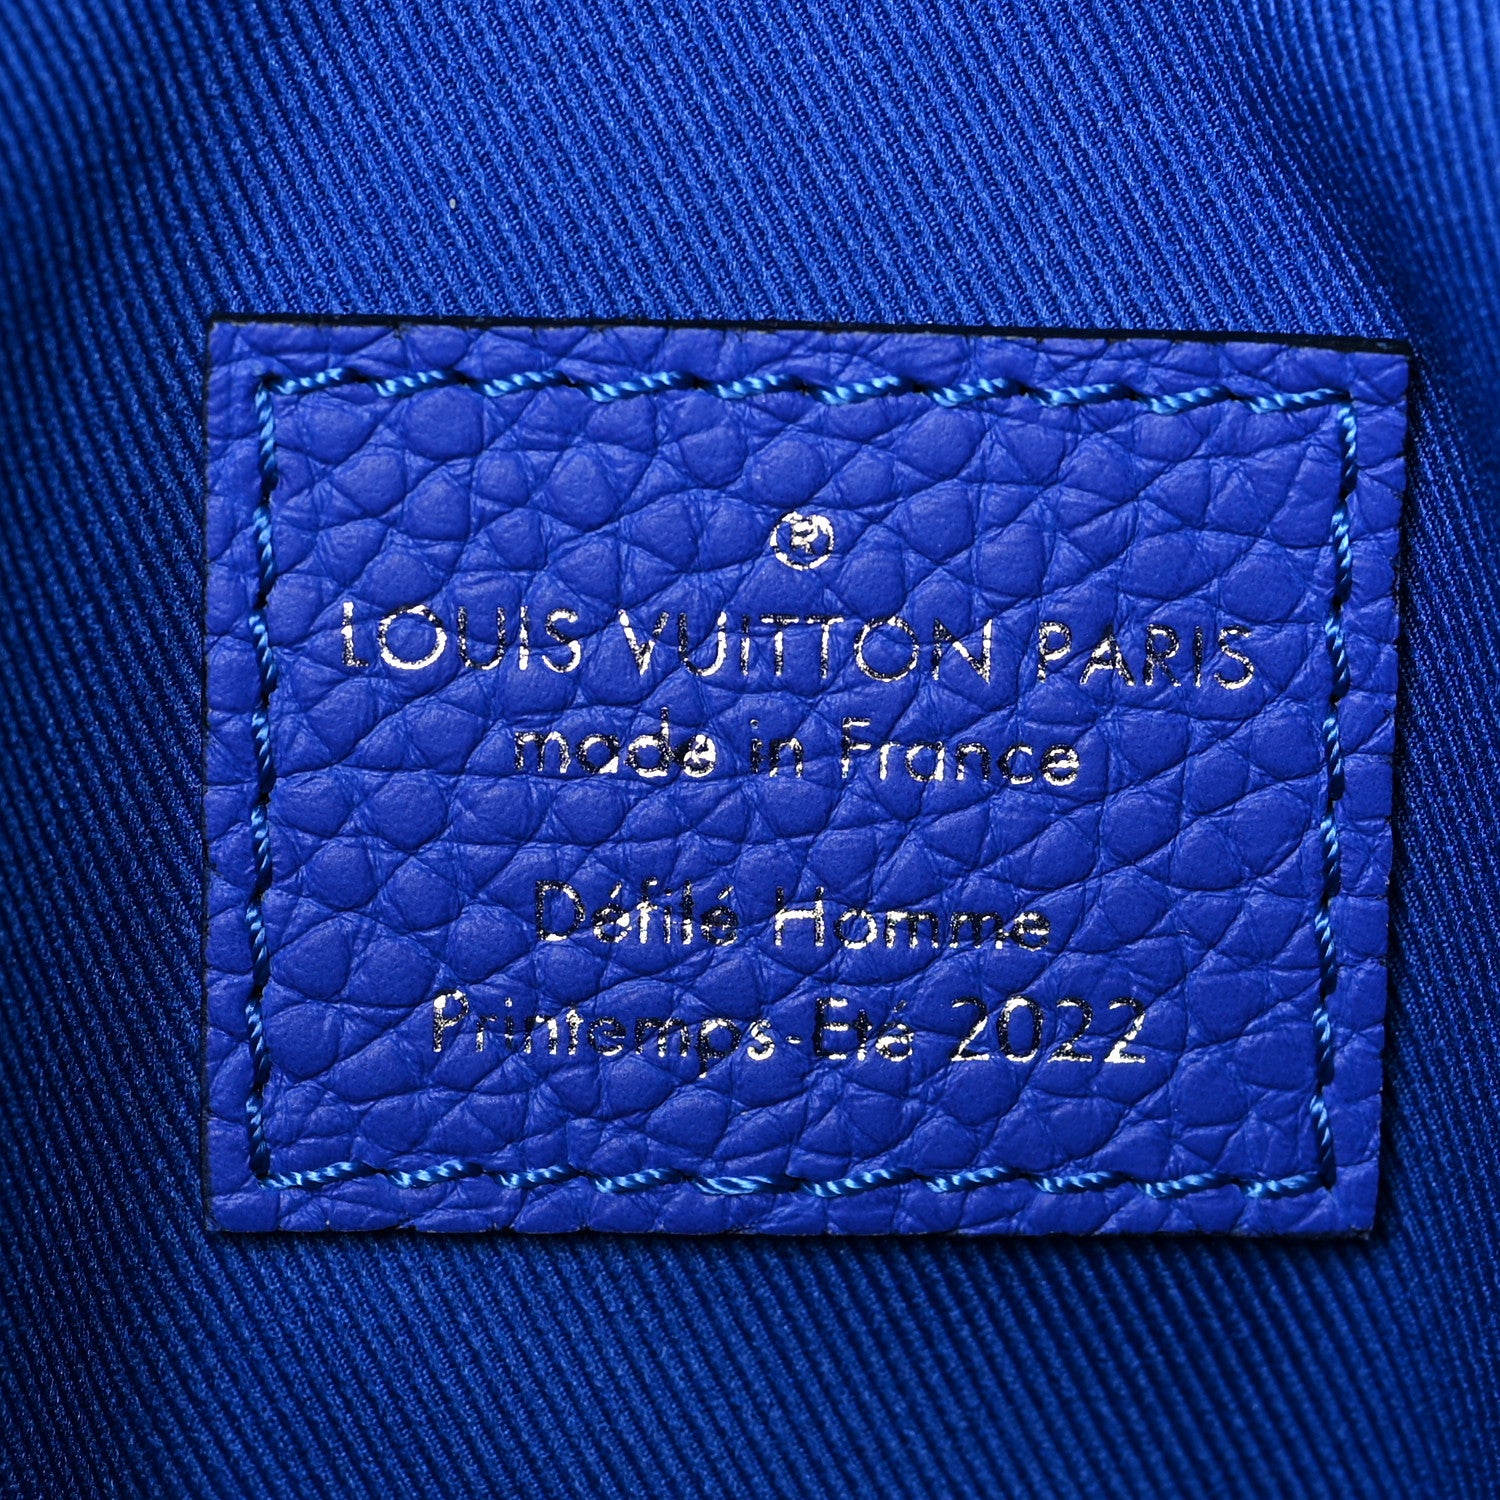 ®
LOUIS VUITTON PARIS
made in France
Défilé Homme
Printemps-Eté 2022